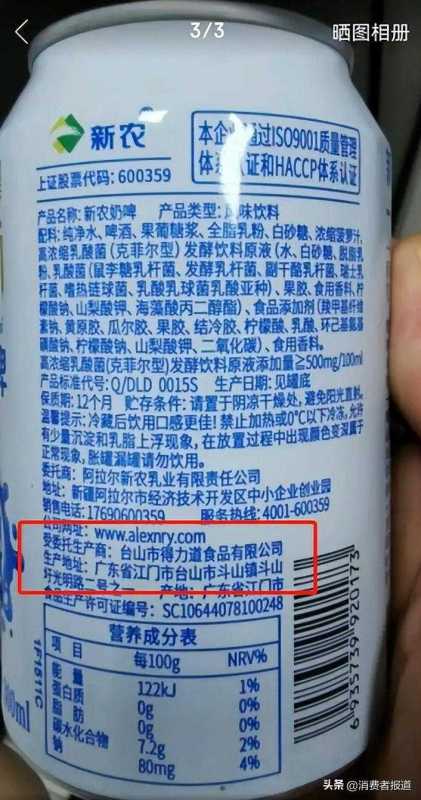 3/3
晒图相册
新农
本企业通过ISO9001质量管理
体系认证和HACCP体系认证
上证股票代码：600359
产品名称：新农奶啤 产品类型：风味饮料
配料：纯净水、啤酒、果葡糖浆、全脂乳粉、白砂糖、浓缩菠萝汁、
高浓缩乳酸菌（克菲尔型）发酵饮料原液（水、白砂糖、脱脂乳
粉、乳酸菌（鼠李糖乳杆菌、发酵乳杆菌、副干酪乳杆菌、瑞士乳
杆菌、嗜热链球菌、乳酸乳球菌乳酸亚种）、果胶、食用香料、柠
檬酸钠、山梨酸钾、海藻酸丙二醇酯）、食品添加剂（羧甲基纤维
素钠、黄原胶、瓜尔胶、果胶、结冷胶、柠檬酸、乳酸、环己基氨基
磺酸钠、柠檬酸钠、山梨酸钾、二氧化碳）、食用香料。
高浓缩乳酸菌（克菲尔型）发酵饮料原液添加量≥500mg/100ml
产品标准代号：Q/DLD 0015S 生产日期：见罐底
保质期：12个月 贮存条件：请置于阴凉干燥处，避免阳光直射。
温馨提示：冷藏后饮用口感更佳！禁止加热或0℃以下冷冻，允许
有少量沉淀和乳脂上浮现象，在放置过程中出现颜色变深属于
正常现象，胀罐漏罐请勿饮用。
委托商：阿拉尔新农乳业有限责任公司
地址：新疆阿拉尔市经济技术开发区中小企业创业园
销售电话：17690600359 服务热线：4001-600359
公司网址：www.alexnry.com
受委托生产商：台山市得力道食品有限公司
生产地址：广东省江门市台山市斗山镇斗山
圩光明路二号之一 产地：广东省江门市
食品生产许可证编号：SC10644078100248
营养成分表
项目 每100g NRV%
能量 122kJ 1%
蛋白质 0g 0%
脂肪 0g 0%
碳水化合物 7.2g 2%
钠 80mg 4%
6935739920173
1F1511C
00ml
头条 @消费者报道